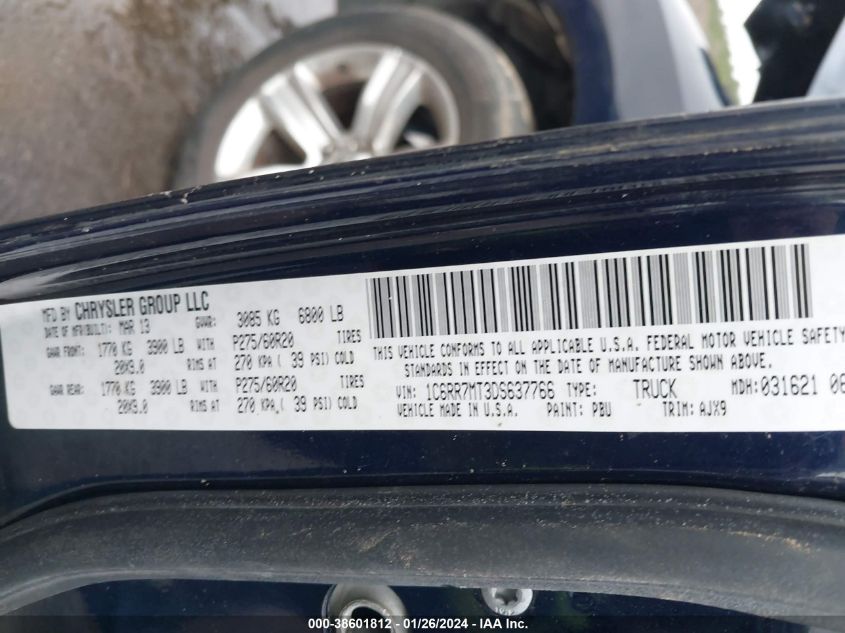 MFD BY CHRYSLER GROUP LLC
DATE OF MFR(BUILT): MAR 13 GVWR: 3085 KG 6800 LB
GAWR FRONT: 1770 KG 3900 LB WITH P275/60R20 TIRES
20X9.0 RIMS AT 270 KPA ( 39 PSI) COLD
GAWR REAR: 1770 KG 3900 LB WITH P275/60R20 TIRES
20X9.0 RIMS AT 270 KPA ( 39 PSI) COLD
THIS VEHICLE CONFORMS TO ALL APPLICABLE U.S.A. FEDERAL MOTOR VEHICLE SAFETY
STANDARDS IN EFFECT ON THE DATE OF MANUFACTURE SHOWN ABOVE.
VIN: 1C6RR7MT3DS637766 TYPE: TRUCK MDH: 031621 06
VEHICLE MADE IN U.S.A. PAINT: PBU TRIM: AJX9
000-38601812 - 01/26/2024 - IAA, Inc.